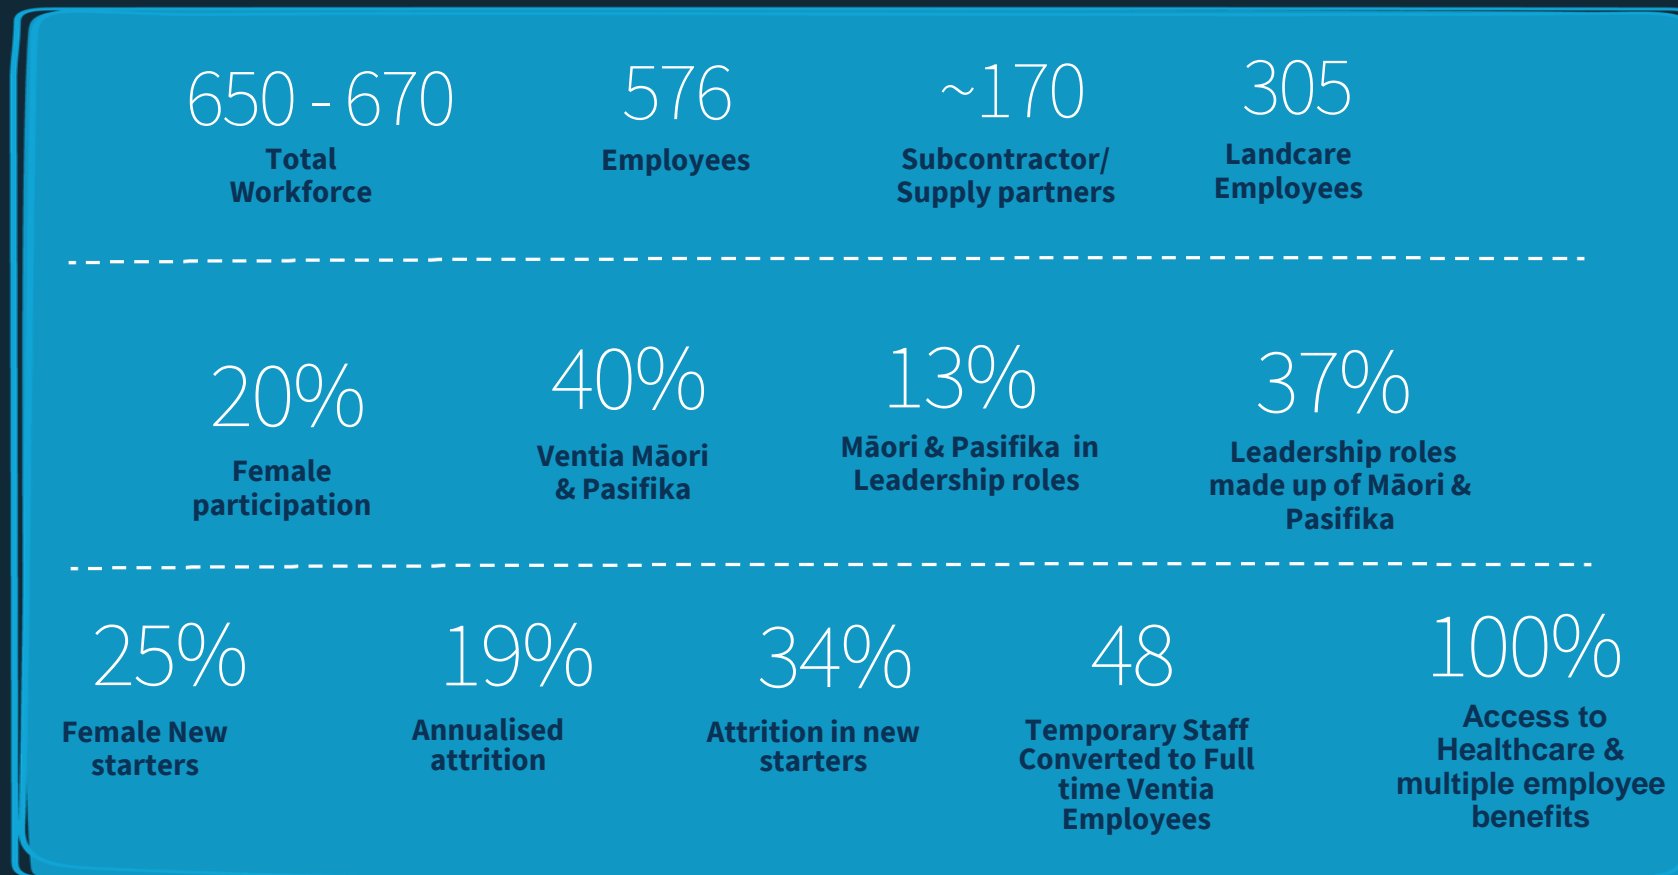 650 - 670
Total
Workforce
576
Employees
~170
Subcontractor/
Supply partners
305
Landcare
Employees
20%
Female
participation
40%
Ventia Māori
& Pasifika
13%
Māori & Pasifika in
Leadership roles
37%
Leadership roles
made up of Māori &
Pasifika
25%
Female New
starters
19%
Annualised
attrition
34%
Attrition in new
starters
48
Temporary Staff
Converted to Full
time Ventia
Employees
100%
Access to
Healthcare &
multiple employee
benefits